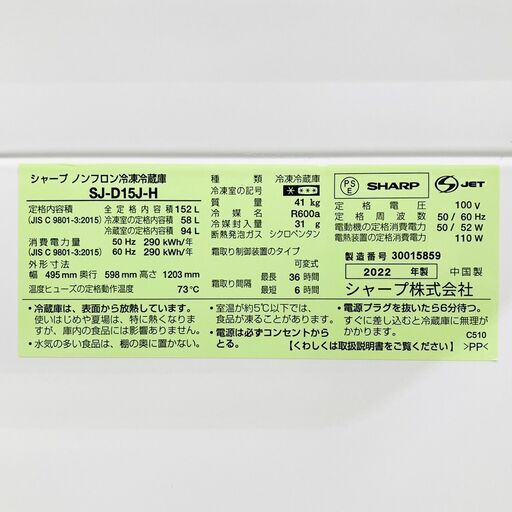 シャープ ノンフロン冷凍冷蔵庫
SJ-D15J-H
定格内容積 全定格内容積 152 L
(JIS C 9801-3:2015) 冷凍室の定格内容積 58 L
冷蔵室の定格内容積 94 L
消費電力量 50 Hz 290 kWh/年
(JIS C 9801-3:2015) 60 Hz 290 kWh/年
外形寸法
幅 495 mm 奥行 598 mm 高さ 1203 mm
温度ヒューズの定格動作温度 73℃
種類 冷凍冷蔵庫
冷凍室の記号
質量 41 kg
冷媒名 R600a
冷媒封入量 31 g
断熱発泡ガス シクロペンタン
霜取り制御装置のタイプ
可変式
霜取り間隔 最長 36 時間
最短 6 時間
PSE SHARP S JET
定格電圧 100 V
定格周波数 50 / 60 Hz
電動機の定格消費電力 50 / 52 W
電熱装置の定格消費電力 110 W
製造番号 30015859
2022 年製 中国製
シャープ株式会社
●冷蔵庫は、表面から放熱しています。
使いはじめや夏場は、特に熱くなりますが、
庫内の食品には影響ありません。
●水気の多い食品は、棚の奥に置かない。
●室温が約5℃以下では、
食品が凍ることがあります。
●電源は必ずコンセントから
とる。
●電源プラグを抜いたら6分待つ。
すぐに差し込むと冷蔵庫に無理が
かかります。 C510
【くわしくは取扱説明書をご覧ください】 >PP<